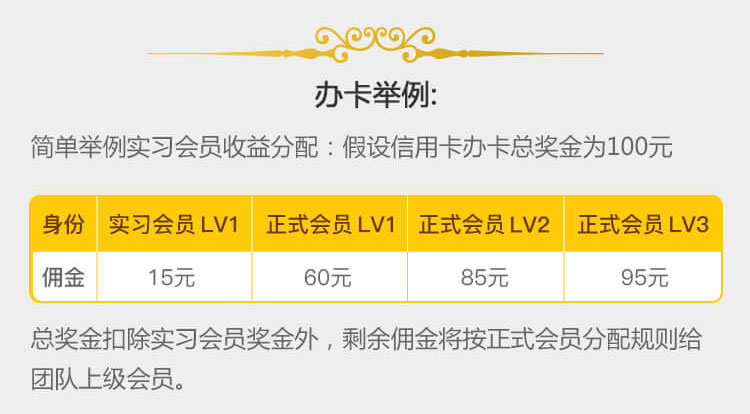 办卡举例:
简单举例实习会员收益分配：假设信用卡办卡总奖金为100元
身份 实习会员 LV1 正式会员 LV1 正式会员 LV2 正式会员 LV3
佣金 15元 60元 85元 95元
总奖金扣除实习会员奖金外，剩余佣金将按正式会员分配规则给
团队上级会员。